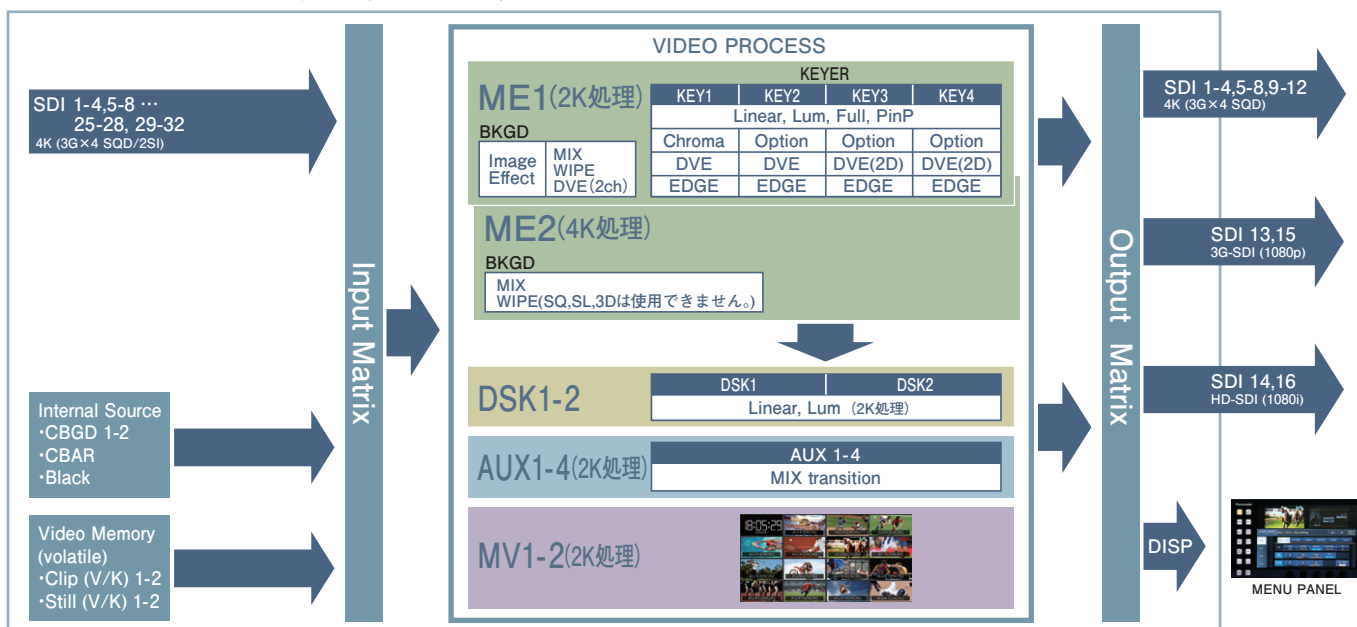 VIDEO PROCESS
SDI 1-4,5-8 …
25-28, 29-32
4K (3G×4 SQD/2SI)
Internal Source
・CBGD 1-2
・CBAR
・Black
Video Memory
(volatile)
・Clip (V/K) 1-2
・Still (V/K) 1-2
Input Matrix
ME1(2K処理)
BKGD
Image
Effect
MIX
WIPE
DVE(2ch)
KEYER
KEY1 KEY2 KEY3 KEY4
Linear, Lum, Full, PinP
Chroma Option Option Option
DVE DVE DVE(2D) DVE(2D)
EDGE EDGE EDGE EDGE
ME2(4K処理)
BKGD
MIX
WIPE(SQ,SL,3Dは使用できません。)
DSK1-2
DSK1 DSK2
Linear, Lum (2K処理)
AUX1-4(2K処理)
AUX 1-4
MIX transition
MV1-2(2K処理)
18:05:29
Output Matrix
SDI 1-4,5-8,9-12
4K (3G×4 SQD)
SDI 13,15
3G-SDI (1080p)
SDI 14,16
HD-SDI (1080i)
DISP
MENU PANEL